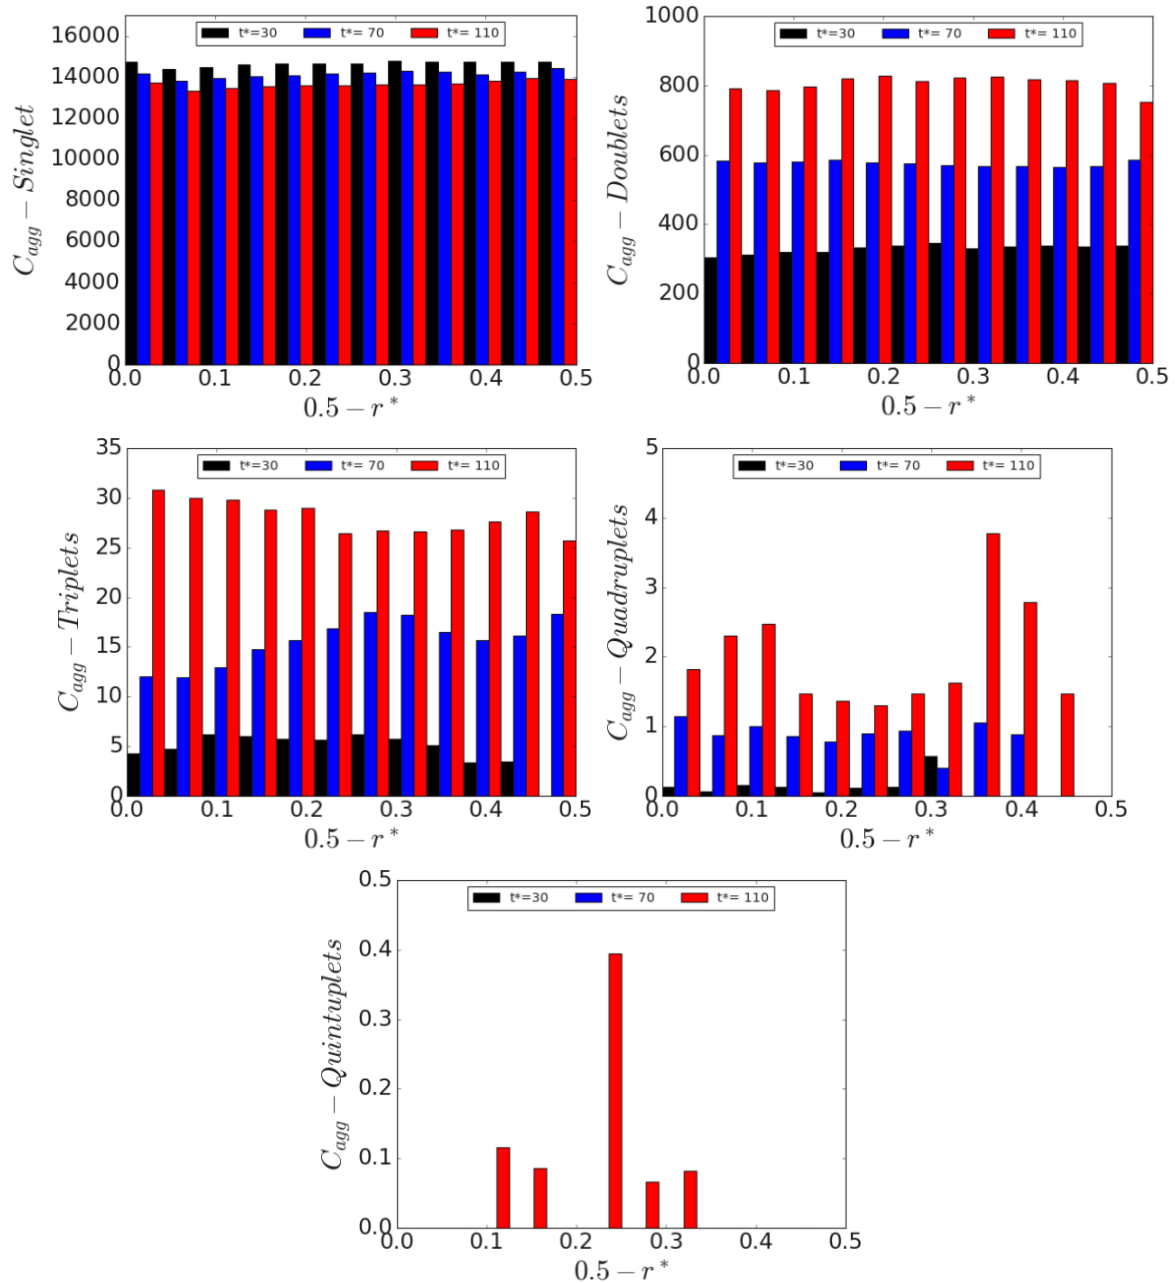 t*=30 t*= 70 t*= 110
16000
14000
12000
10000
8000
6000
4000
2000
0
C_agg − Singlet
0.0 0.1 0.2 0.3 0.4 0.5
0.5 − r*
t*=30 t*= 70 t*= 110
1000
800
600
400
200
0
C_agg − Doublets
0.0 0.1 0.2 0.3 0.4 0.5
0.5 − r*
t*=30 t*= 70 t*= 110
35
30
25
20
15
10
5
0
C_agg − Triplets
0.0 0.1 0.2 0.3 0.4 0.5
0.5 − r*
t*=30 t*= 70 t*= 110
5
4
3
2
1
0
C_agg − Quadruplets
0.0 0.1 0.2 0.3 0.4 0.5
0.5 − r*
t*=30 t*= 70 t*= 110
0.5
0.4
0.3
0.2
0.1
0.0
C_agg − Quintuplets
0.0 0.1 0.2 0.3 0.4 0.5
0.5 − r*